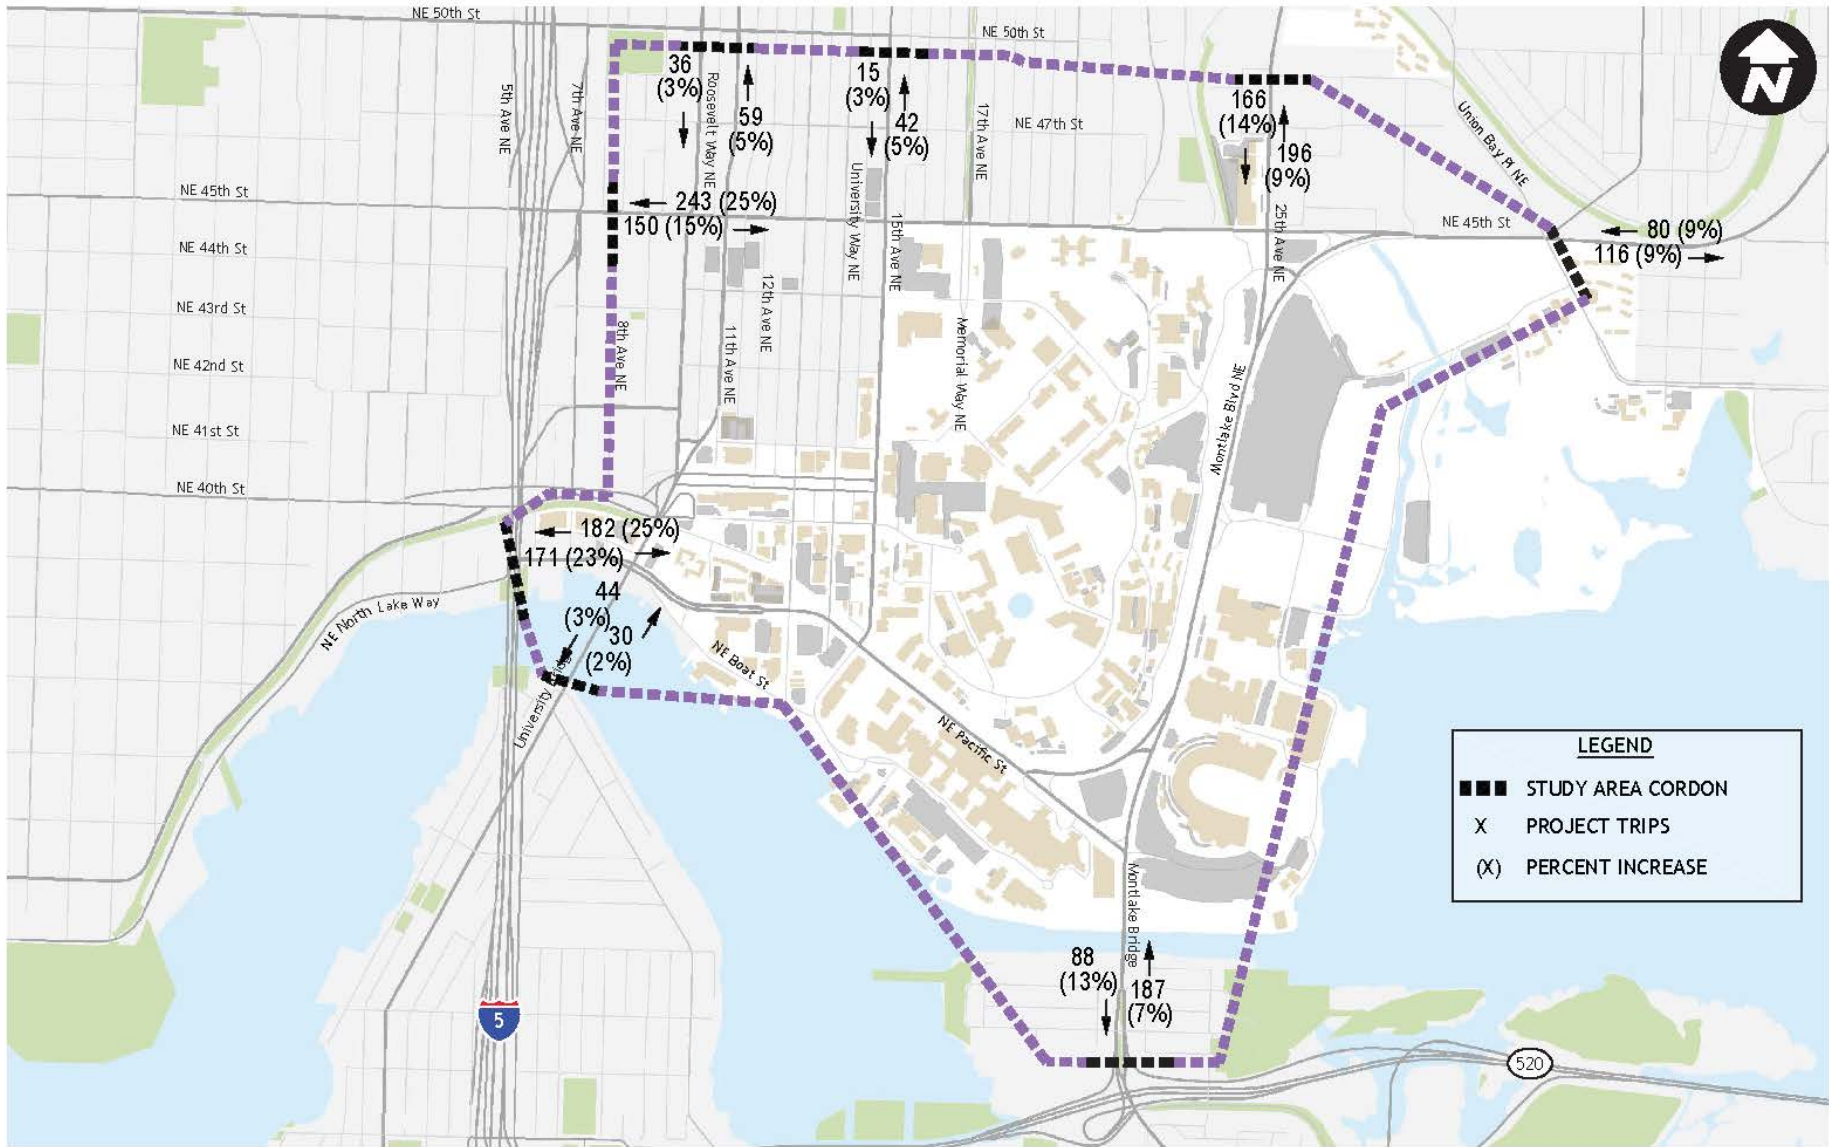 NE 50th St
NE 50th St
N
36
(3%)
59
(5%)
15
(3%)
42
(5%)
166
(14%)
196
(9%)
5th Ave NE
7th Ave NE
Roosevelt Way NE
17th Ave NE
NE 47th St
Union Bay Pl NE
NE 45th St
243 (25%)
150 (15%)
University Way NE
15th Ave NE
25th Ave NE
NE 45th St
80 (9%)
116 (9%)
NE 44th St
12th Ave NE
NE 43rd St
8th Ave NE
11th Ave NE
Memorial Way NE
NE 42nd St
Montlake Blvd NE
NE 41st St
NE 40th St
182 (25%)
171 (23%)
44
(3%)
30
(2%)
NE North Lake Way
University
NE Boat St
NE Pacific St
LEGEND
STUDY AREA CORDON
X PROJECT TRIPS
(X) PERCENT INCREASE
Montlake Bridge
88
(13%)
187
(7%)
5
520